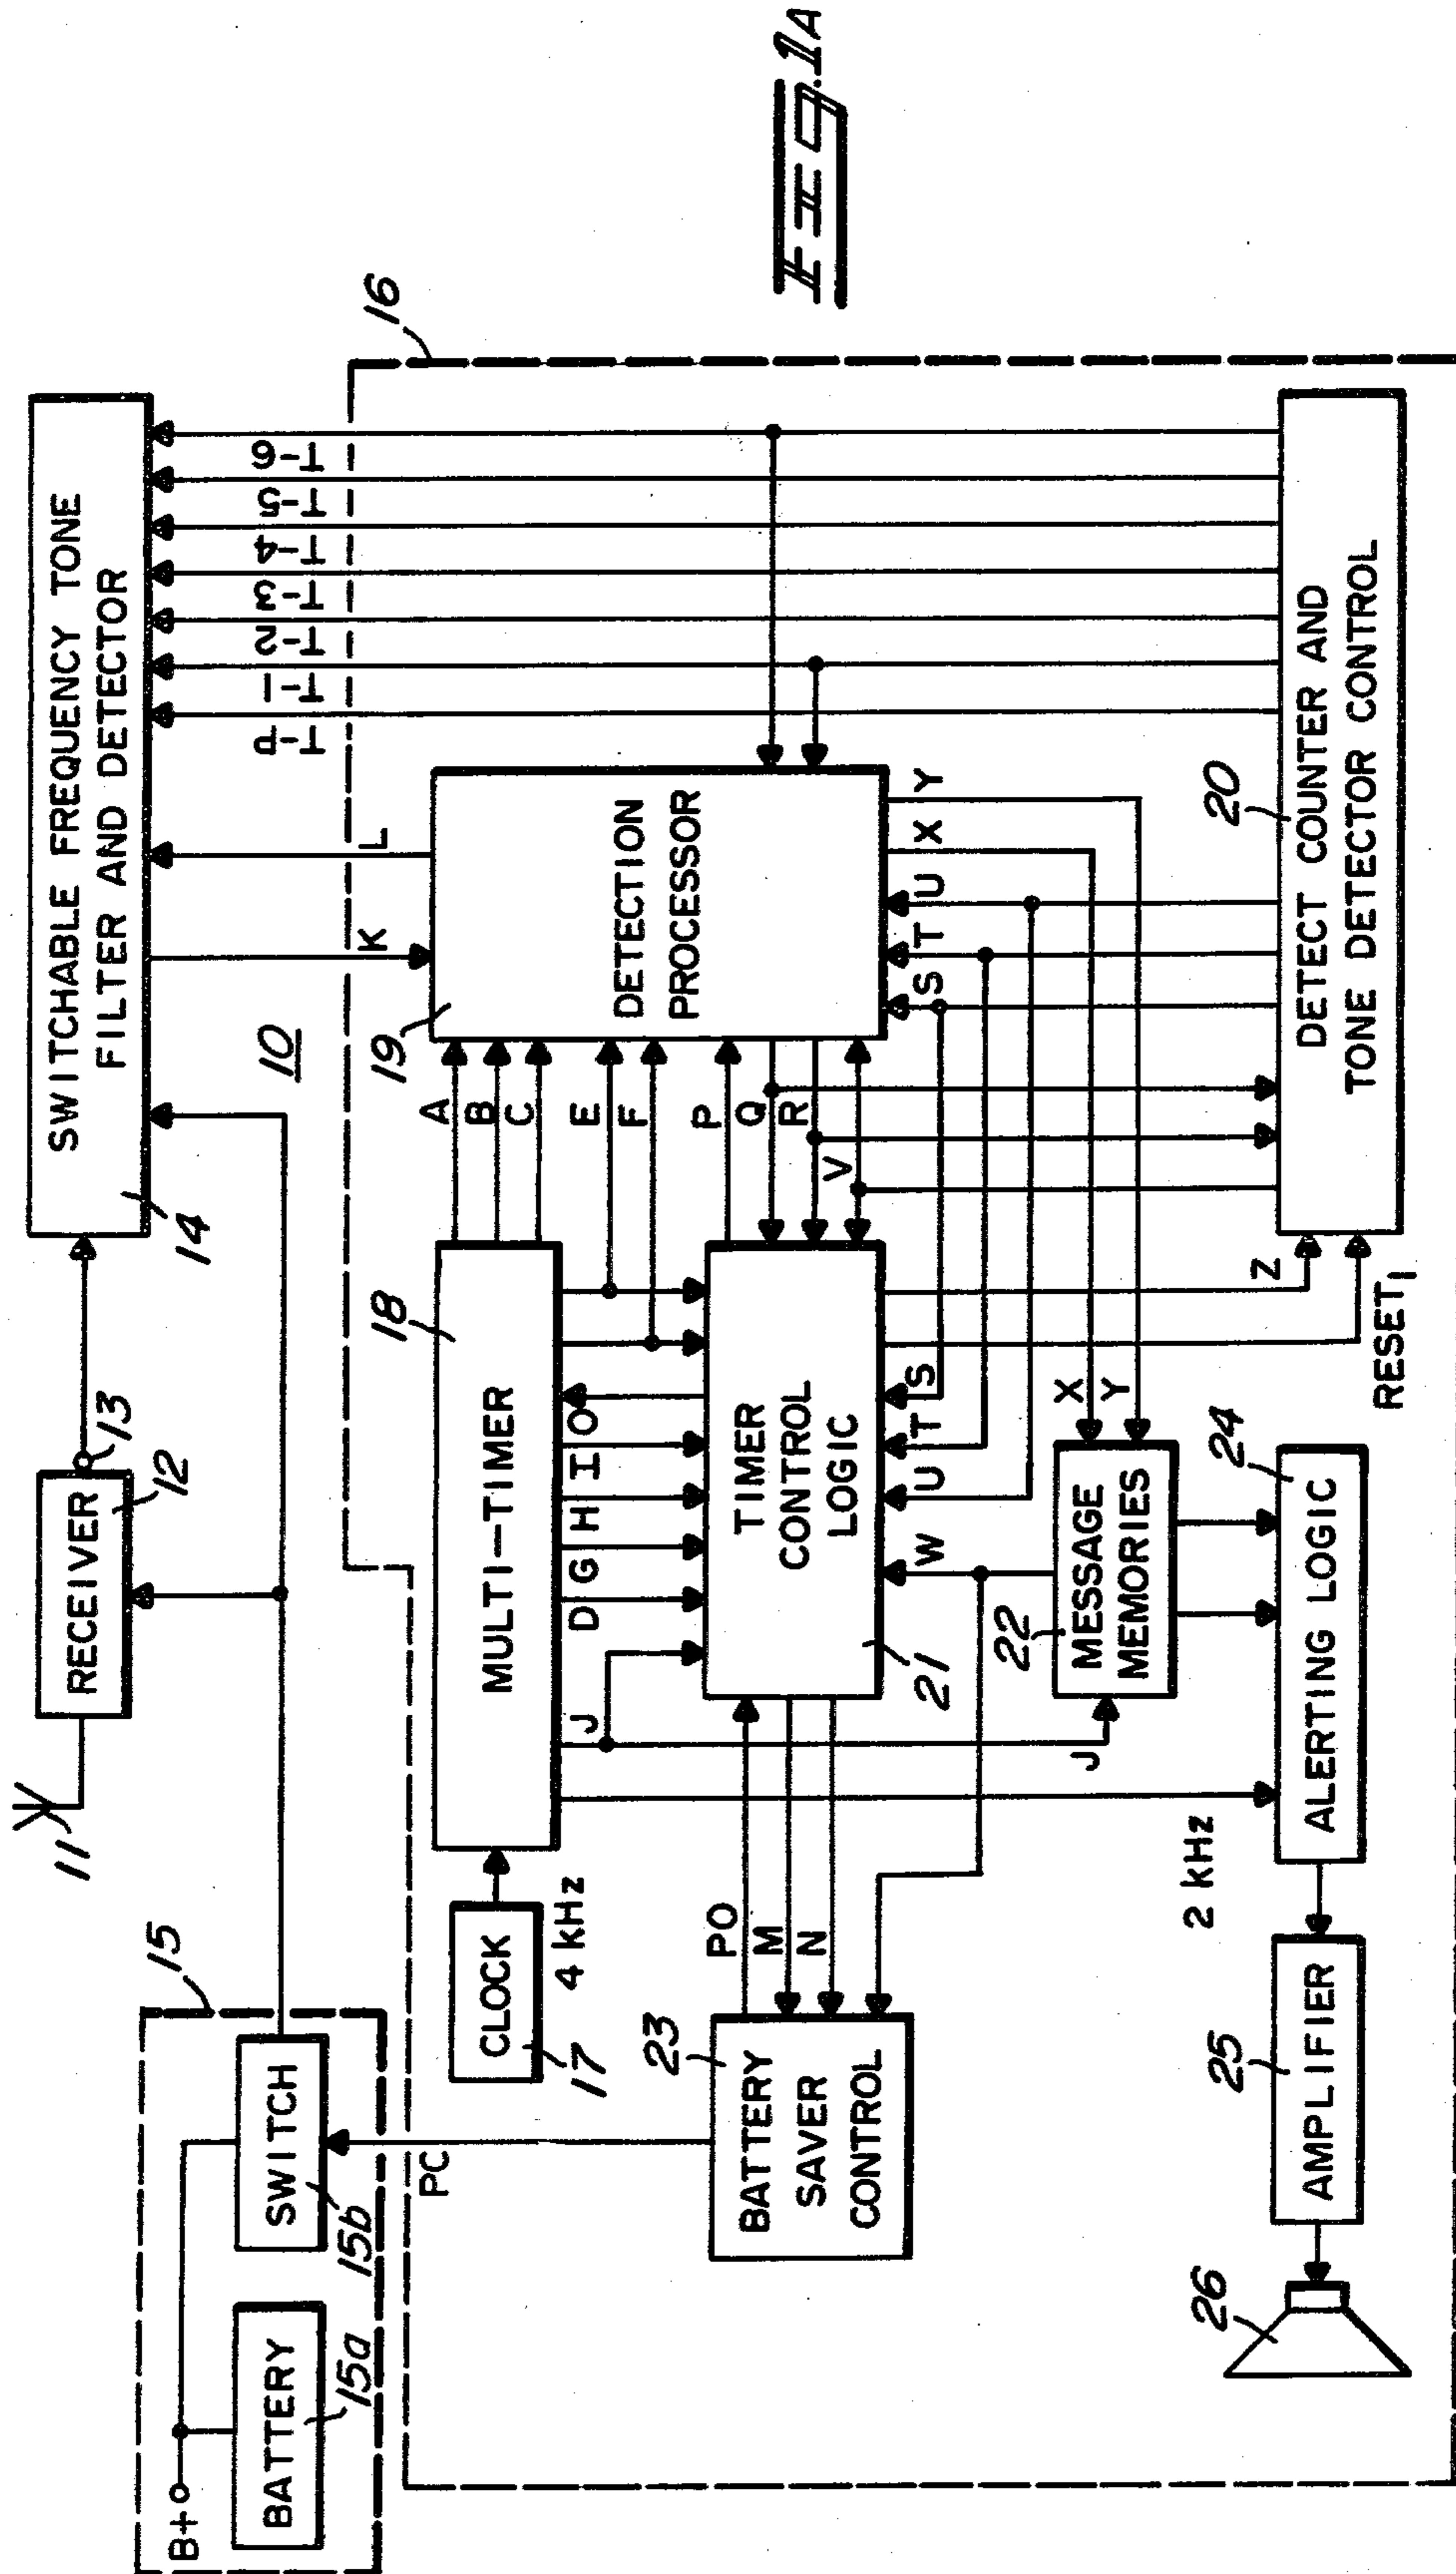 11
RECEIVER
12
13
SWITCHABLE FREQUENCY TONE
FILTER AND DETECTOR
14
10
15
B+
BATTERY
15a
SWITCH
15b
PC
K
L
T-P
T-1
T-2
T-3
T-4
T-5
T-6
16
CLOCK
17
4 kHz
MULTI-TIMER
18
A
B
C
E
F
P
Q
R
V
19
DETECTION
PROCESSOR
J
D
G
H
I
O
PO
M
N
23
BATTERY
SAVER
CONTROL
TIMER
CONTROL
LOGIC
21
W
U
T
S
S
T
U
X
Y
22
MESSAGE
MEMORIES
J
X
Y
Z
RESET1
20
DETECT COUNTER AND
TONE DETECTOR CONTROL
2 kHz
24
ALERTING LOGIC
25
AMPLIFIER
26
Fig. 1A